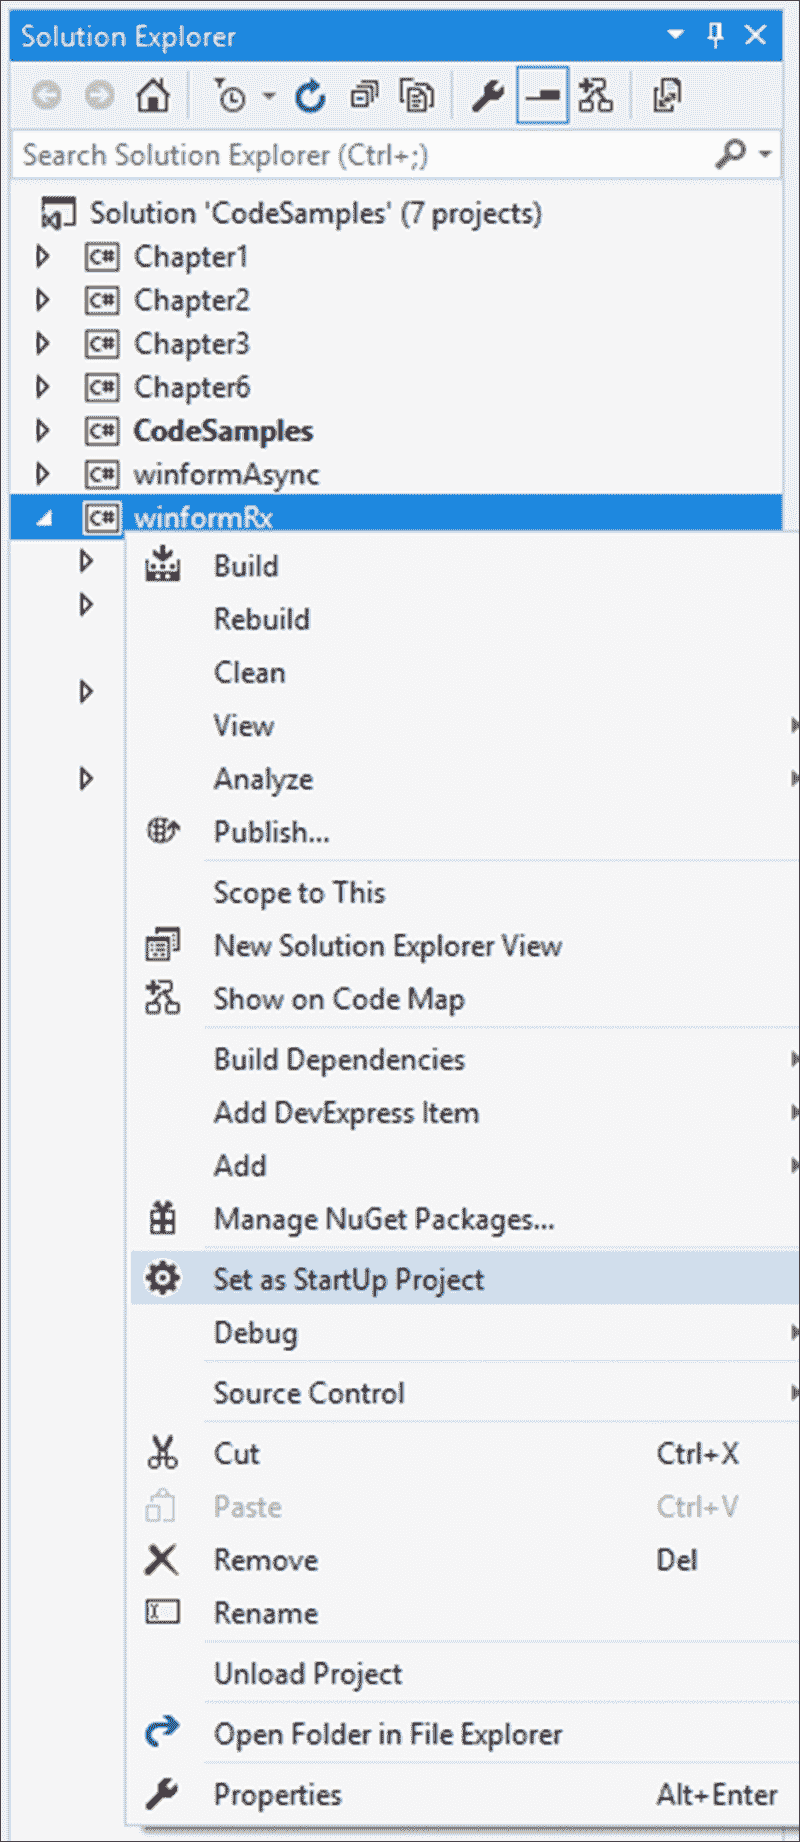 Solution Explorer
Search Solution Explorer (Ctrl+;)
Solution 'CodeSamples' (7 projects)
C# Chapter1
C# Chapter2
C# Chapter3
C# Chapter6
C# CodeSamples
C# winformAsync
C# winformRx
Build
Rebuild
Clean
View
Analyze
Publish...
Scope to This
New Solution Explorer View
Show on Code Map
Build Dependencies
Add DevExpress Item
Add
Manage NuGet Packages...
Set as StartUp Project
Debug
Source Control
Cut Ctrl+X
Paste Ctrl+V
Remove Del
Rename
Unload Project
Open Folder in File Explorer
Properties Alt+Enter